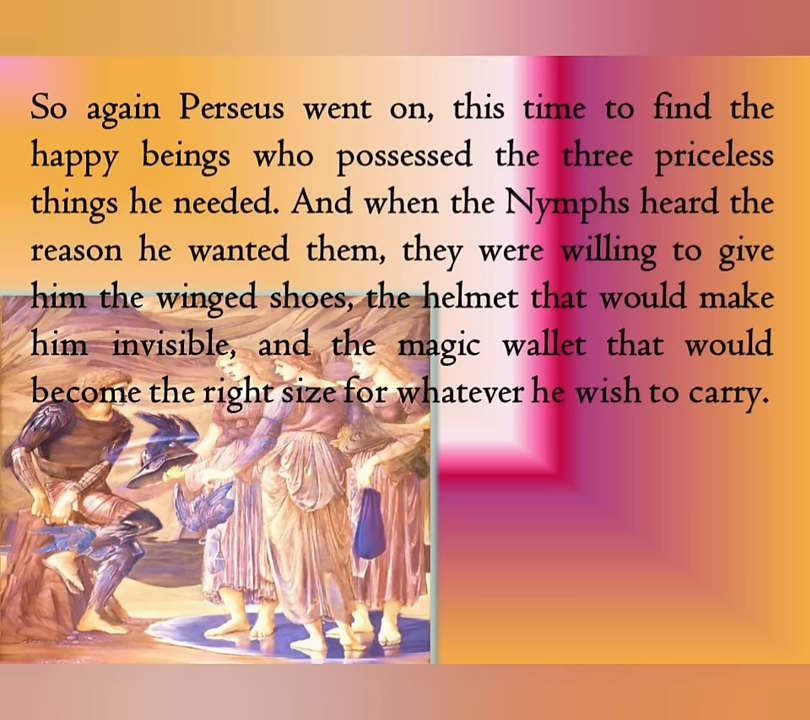 So again Perseus went on, this time to find the
happy beings who possessed the three priceless
things he needed. And when the Nymphs heard the
reason he wanted them, they were willing to give
him the winged shoes, the helmet that would make
him invisible, and the magic wallet that would
become the right size for whatever he wish to carry.